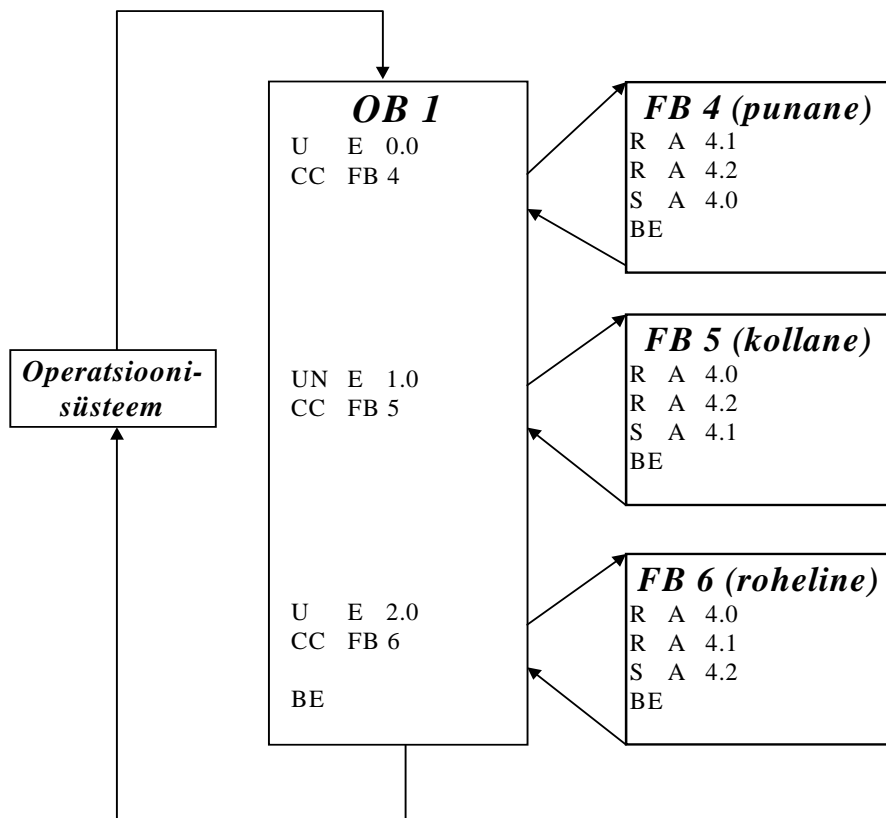 Operatsiooni-
süsteem
OB 1
U E 0.0
CC FB 4
UN E 1.0
CC FB 5
U E 2.0
CC FB 6
BE
FB 4 (punane)
R A 4.1
R A 4.2
S A 4.0
BE
FB 5 (kollane)
R A 4.0
R A 4.2
S A 4.1
BE
FB 6 (roheline)
R A 4.0
R A 4.1
S A 4.2
BE